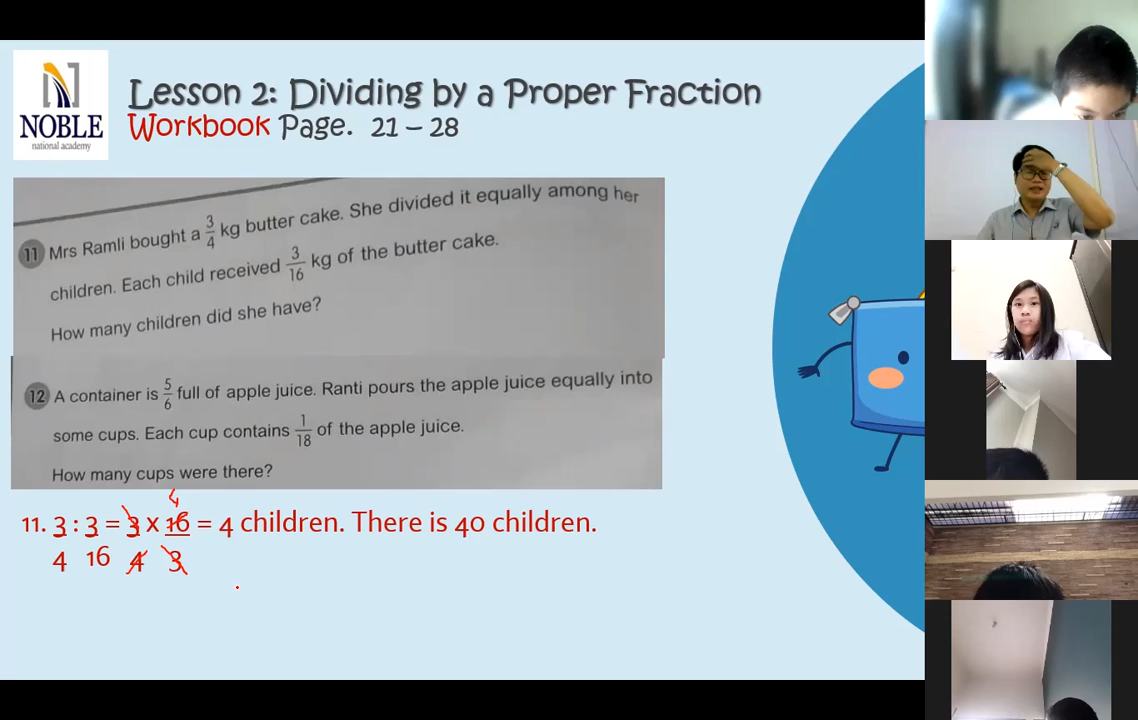 NOBLE
national academy
Lesson 2: Dividing by a Proper Fraction
Workbook Page. 21 – 28
11 Mrs Ramli bought a 3/4 kg butter cake. She divided it equally among her
children. Each child received 3/16 kg of the butter cake.
How many children did she have?
12 A container is 5/6 full of apple juice. Ranti pours the apple juice equally into
some cups. Each cup contains 1/18 of the apple juice.
How many cups were there?
4
11. 3 : 3 = 3 x 16 = 4 children. There is 40 children.
4 16 4 3